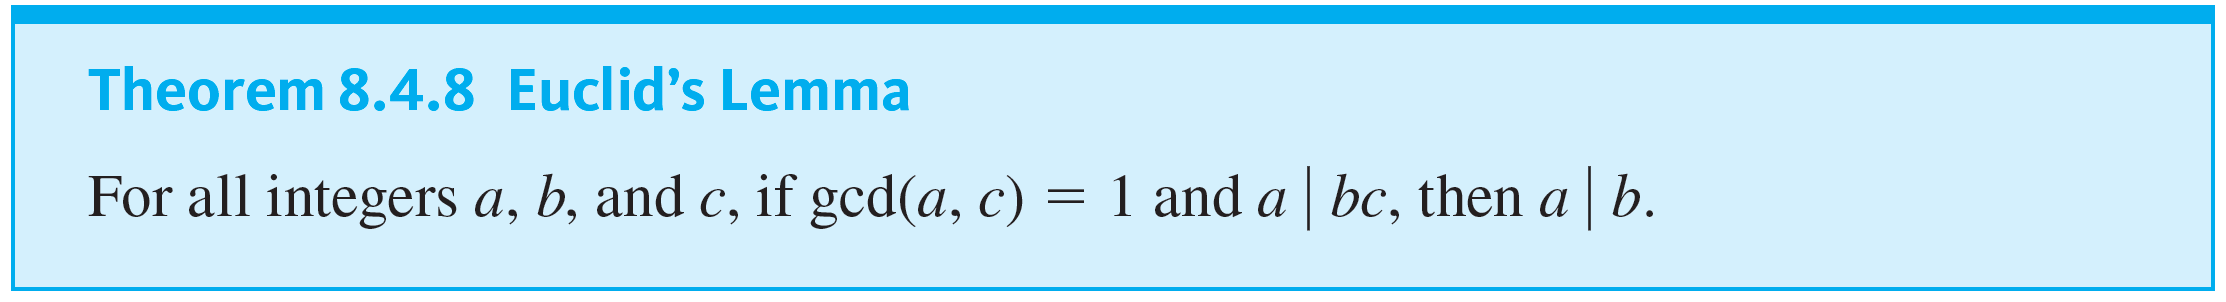 Theorem 8.4.8 Euclid’s Lemma
For all integers a, b, and c, if gcd(a, c) = 1 and a | bc, then a | b.